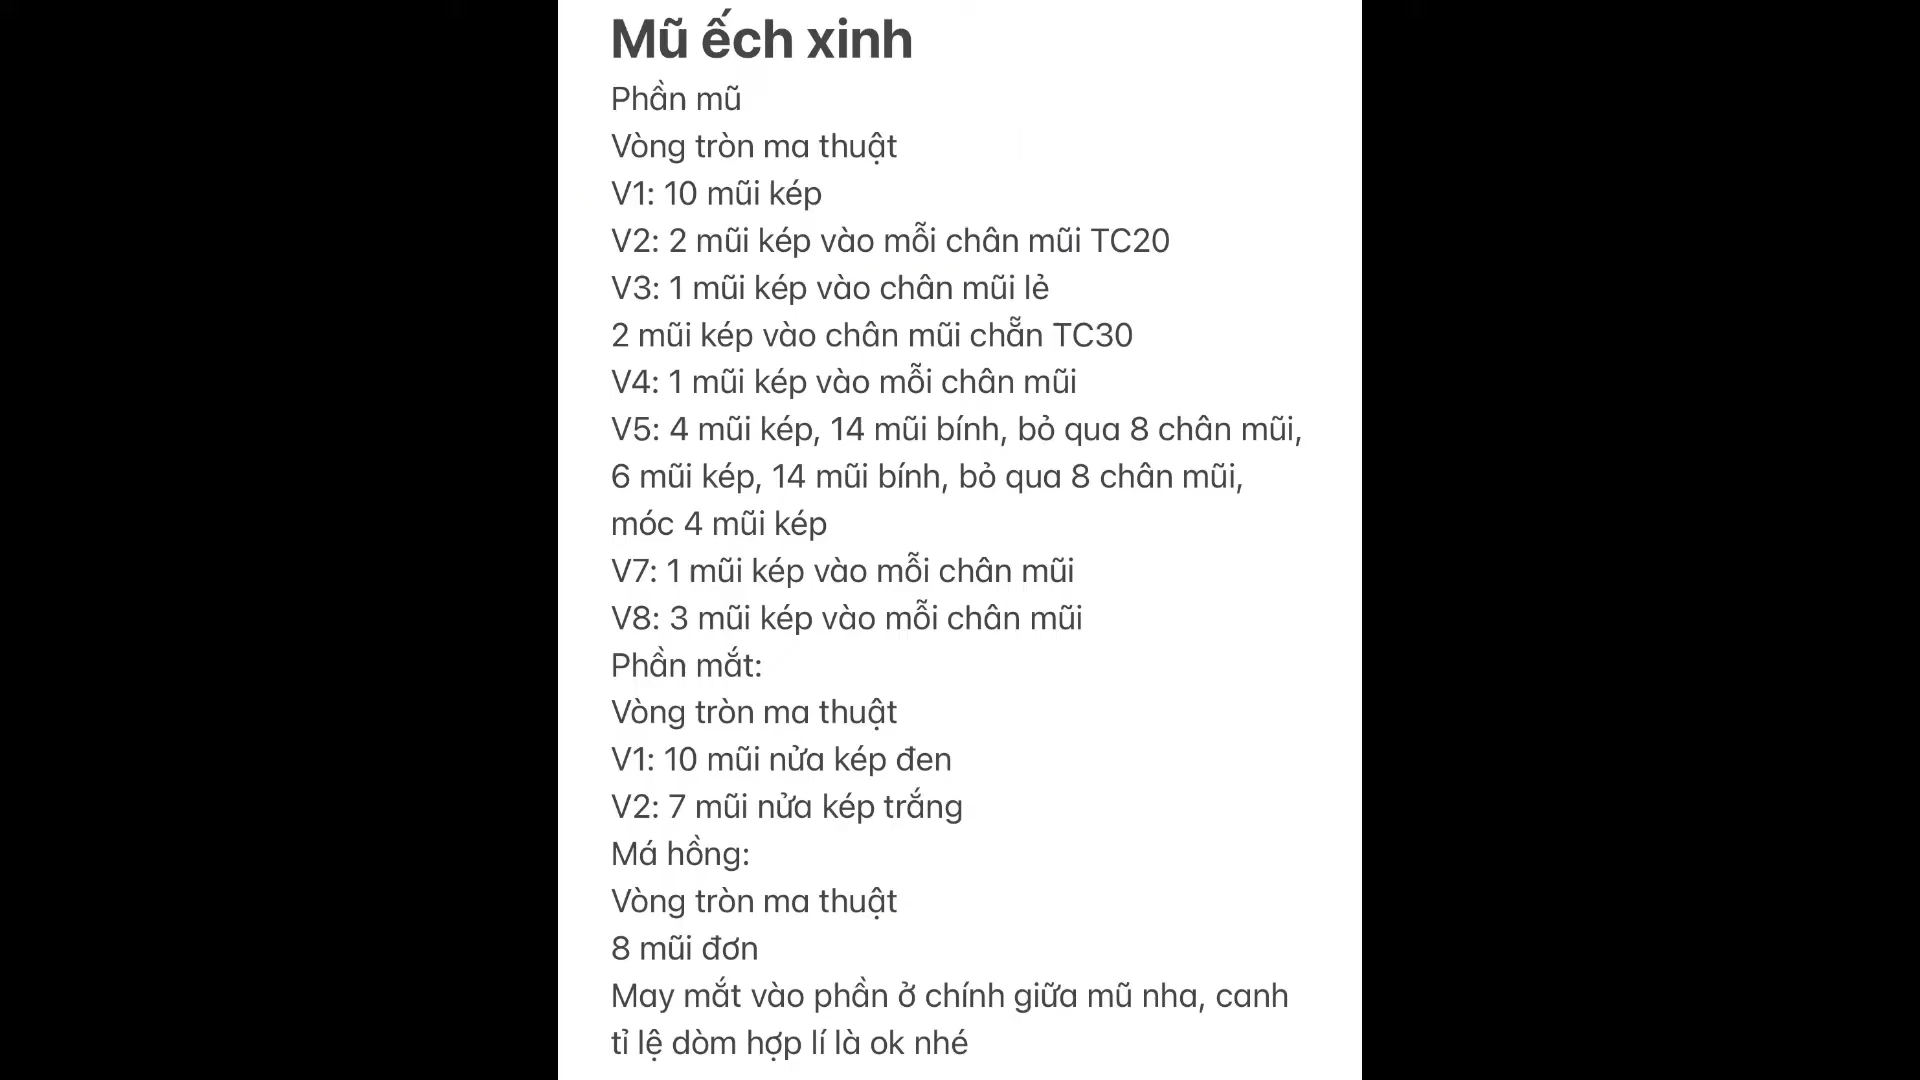 Mũ ếch xinh
Phần mũ
Vòng tròn ma thuật
V1: 10 mũi kép
V2: 2 mũi kép vào mỗi chân mũi TC20
V3: 1 mũi kép vào chân mũi lẻ
2 mũi kép vào chân mũi chẵn TC30
V4: 1 mũi kép vào mỗi chân mũi
V5: 4 mũi kép, 14 mũi bính, bỏ qua 8 chân mũi,
6 mũi kép, 14 mũi bính, bỏ qua 8 chân mũi,
móc 4 mũi kép
V7: 1 mũi kép vào mỗi chân mũi
V8: 3 mũi kép vào mỗi chân mũi
Phần mắt:
Vòng tròn ma thuật
V1: 10 mũi nửa kép đen
V2: 7 mũi nửa kép trắng
Má hồng:
Vòng tròn ma thuật
8 mũi đơn
May mắt vào phần ở chính giữa mũ nha, canh
tỉ lệ dòm hợp lí là ok nhé